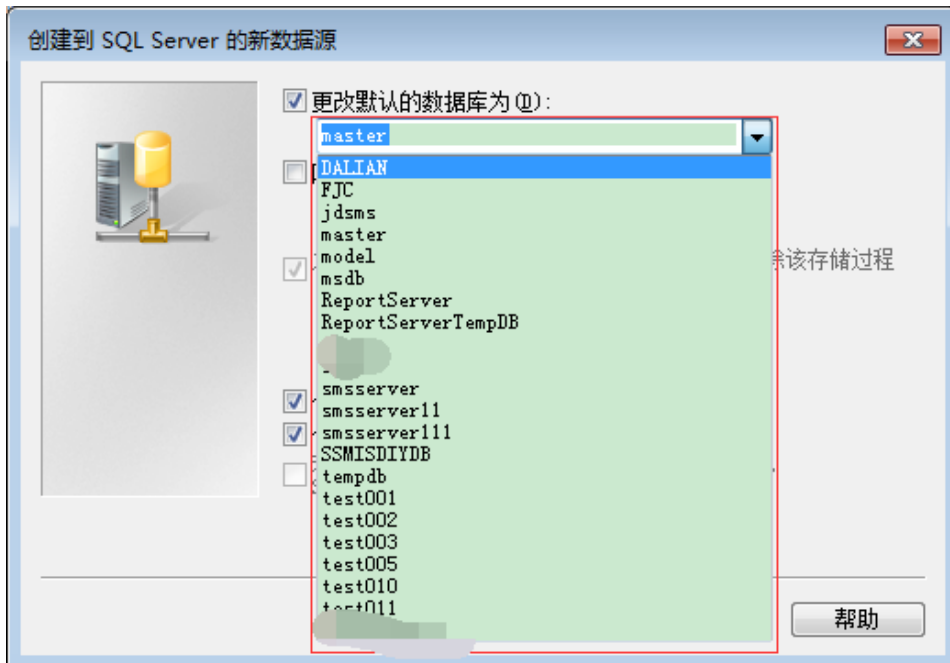 创建到 SQL Server 的新数据源
更改默认的数据库为(D):
master
DALIAN
FJC
jdsms
master
model
除该存储过程
msdb
ReportServer
ReportServerTempDB
smsserver
smsserver11
smsserver111
SSMISDIYDB
tempdb
test001
test002
test003
test005
test010
test011
帮助